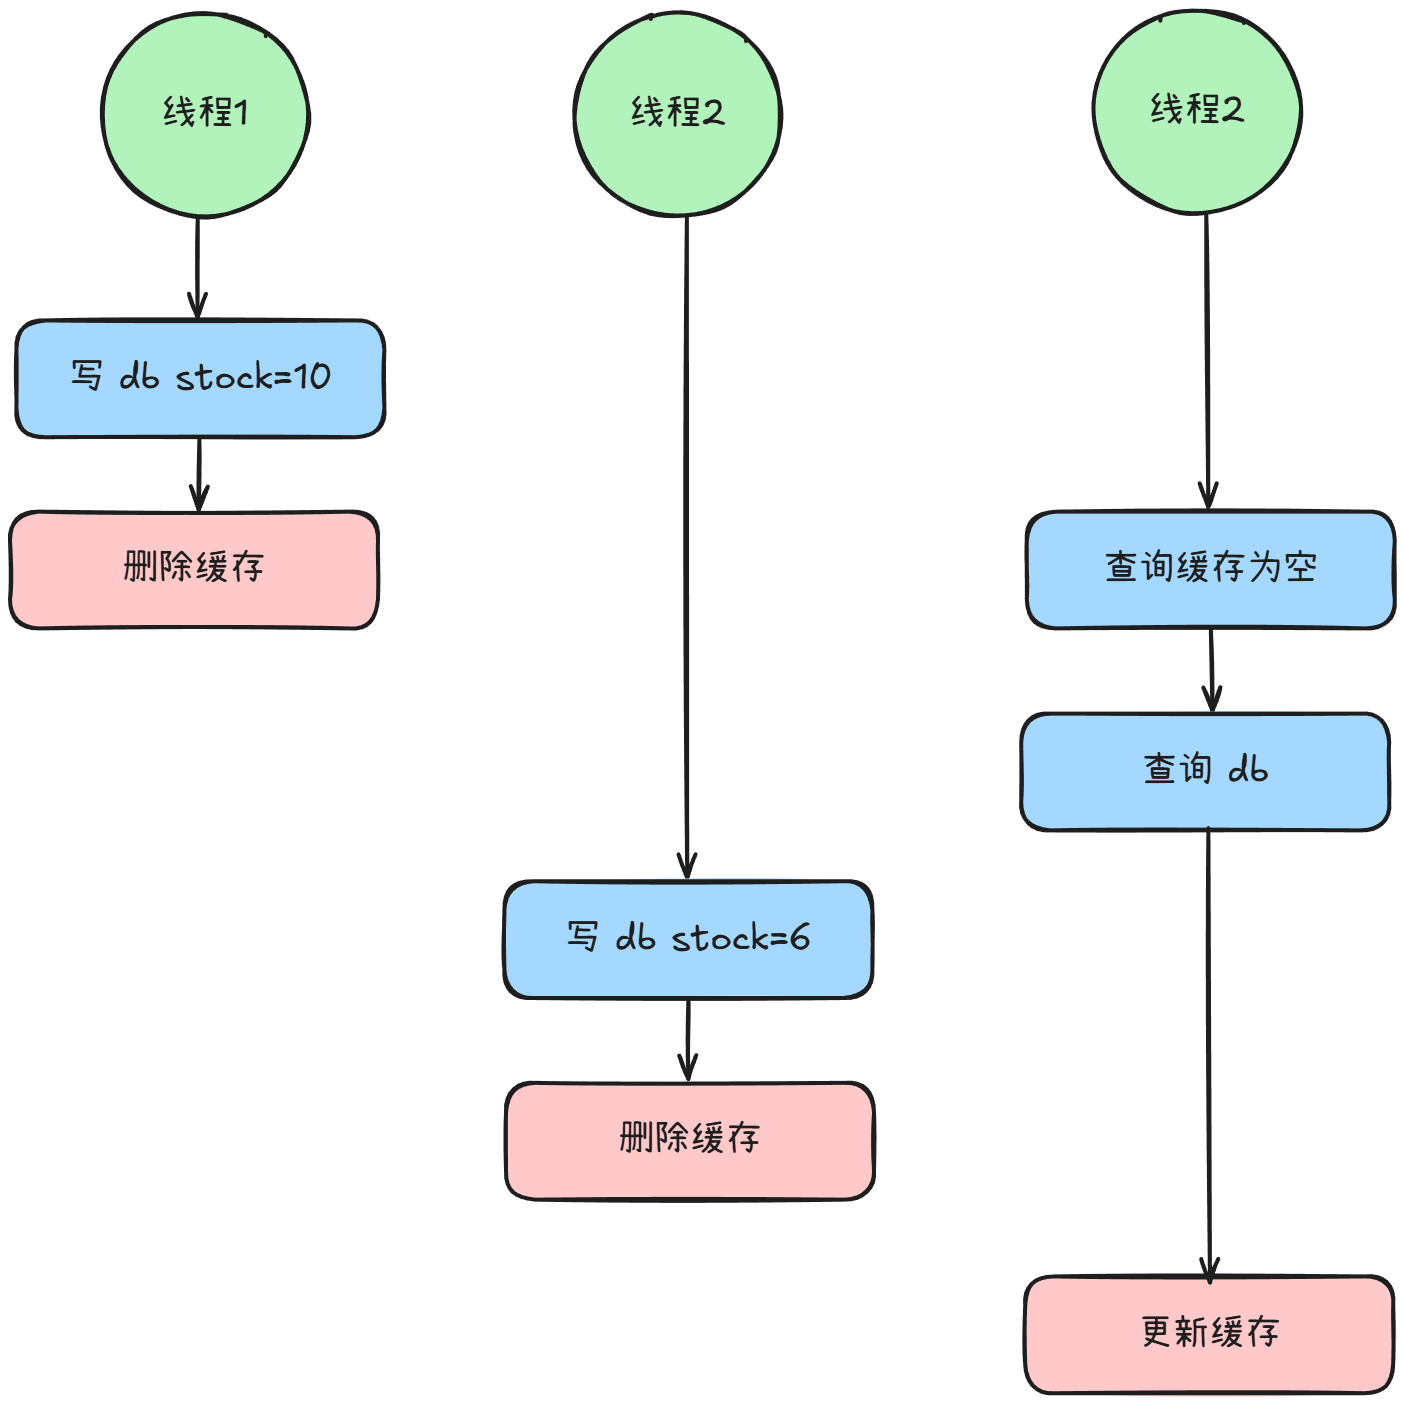 线程1
线程2
线程2
写 db stock=10
删除缓存
查询缓存为空
查询 db
写 db stock=6
删除缓存
更新缓存